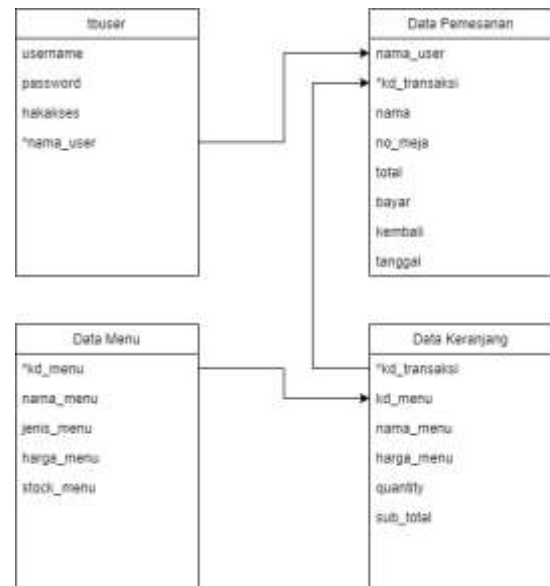 tbuser
username
password
hakakses
*nama_user
Data Pemesanan
nama_user
*kd_transaksi
nama
no_meja
total
bayar
kembali
tanggal
Data Menu
*kd_menu
nama_menu
jenis_menu
harga_menu
stock_menu
Data Keranjang
*kd_transaksi
kd_menu
nama_menu
harga_menu
quantity
sub_total